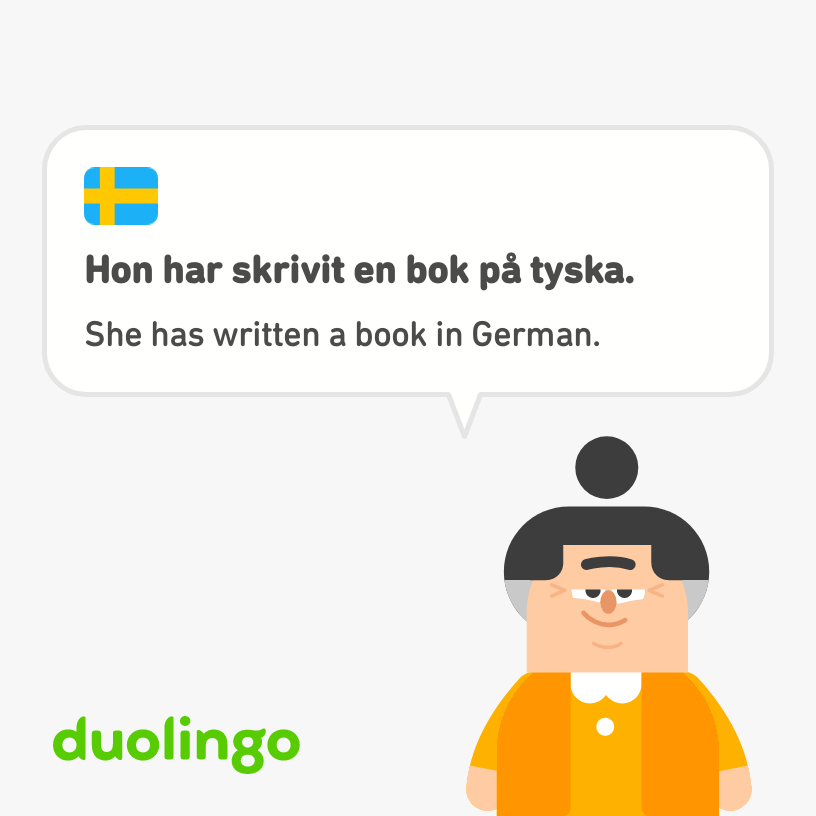 Hon har skrivit en bok på tyska.
She has written a book in German.
duolingo